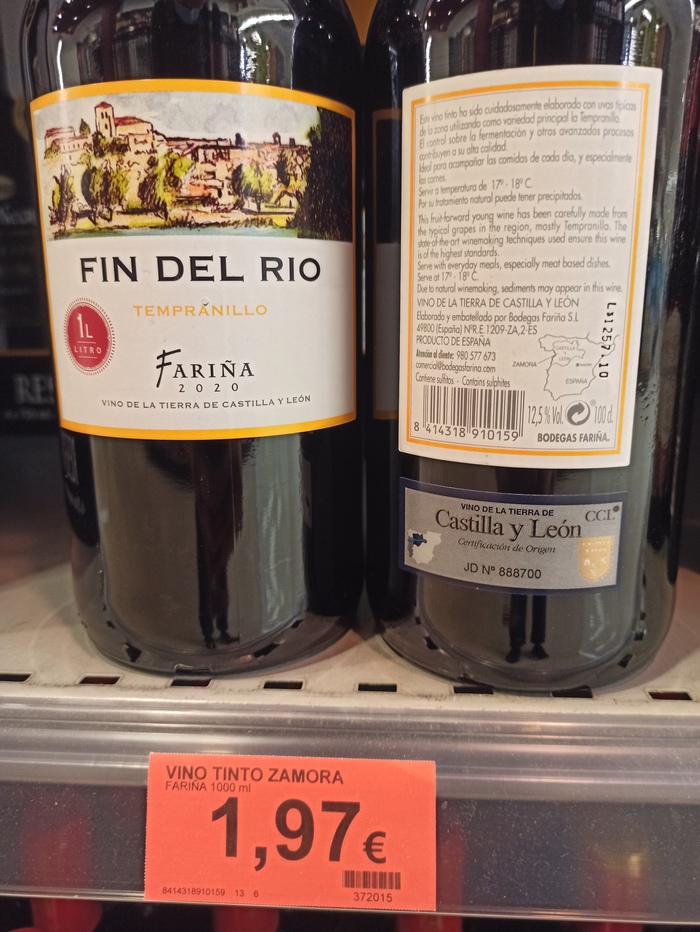 FIN DEL RIO
TEMPRANILLO
1L
LITRO
FARIÑA
2020
VINO DE LA TIERRA DE CASTILLA Y LEÓN
Este vino tinto ha sido cuidadosamente elaborado con uvas típicas
de la zona utilizando como variedad principal la Tempranillo.
El control sobre la fermentación y otros avanzados procesos
contribuyen a su alta calidad.
Ideal para acompañar las comidas de cada día, y especialmente
las carnes.
Servir a temperatura de 17º - 18º C.
Por su tratamiento natural puede tener precipitados.
This fruit-forward young wine has been carefully made from
the typical grapes in the region, mostly Tempranillo. The
state-of-the-art winemaking techniques used ensure this wine
is of the highest standards.
Serve with everyday meals, especially meat based dishes.
Serve at 17º - 18º C.
Due to natural winemaking, sediments may appear in this wine.
VINO DE LA TIERRA DE CASTILLA Y LEÓN
Elaborado y embotellado por Bodegas Fariña S.L
49800 (España) NºR.E.1209-ZA,2-ES
PRODUCTO DE ESPAÑA
Atención al cliente: 980 577 673
comercial@bodegasfarina.com
Contiene sulfitos - Contains sulphites
CASTILLA Y
LEÓN
ZAMORA
ESPAÑA
L21257 10
8 414318 910159
12,5 % Vol. 100 cl.
BODEGAS FARIÑA.
VINO DE LA TIERRA DE
Castilla y León
CCL
Certificación de Origen
JD Nº 888700
VINO TINTO ZAMORA
FARIÑA 1000 ml
1,97€
8414318910159 13 6
372015